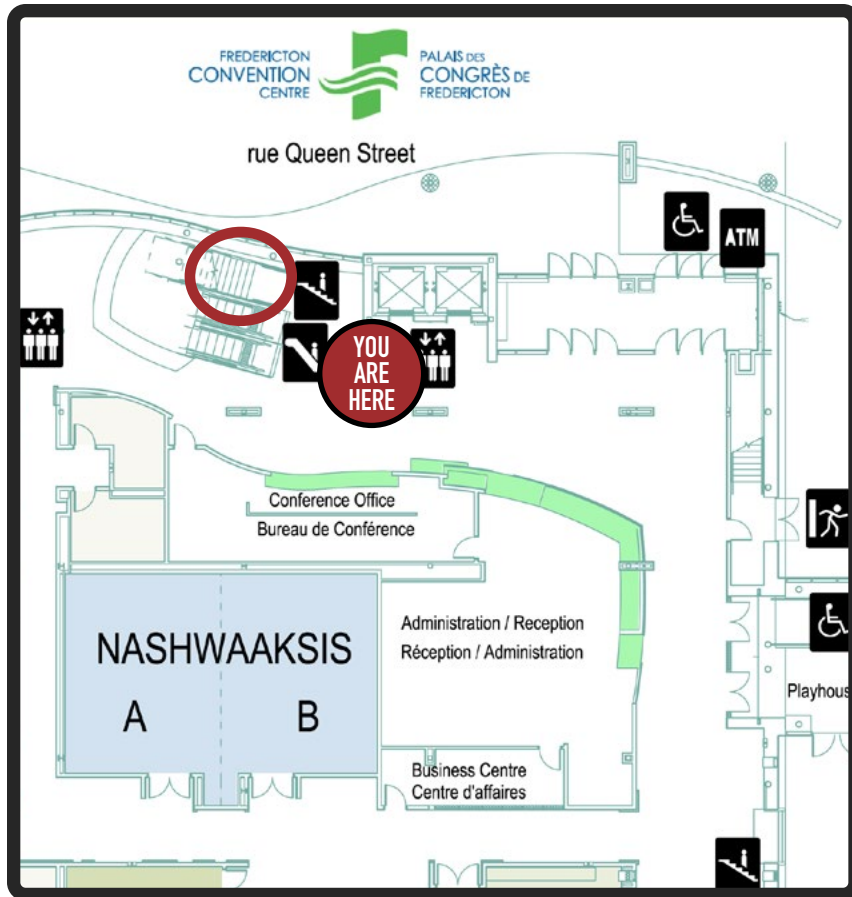 FREDERICTON
CONVENTION
CENTRE
PALAIS DES
CONGRÈS DE
FREDERICTON
rue Queen Street
ATM
YOU
ARE
HERE
Conference Office
Bureau de Conférence
Administration / Reception
Réception / Administration
NASHWAAKSIS
A B
Playhous
Business Centre
Centre d'affaires